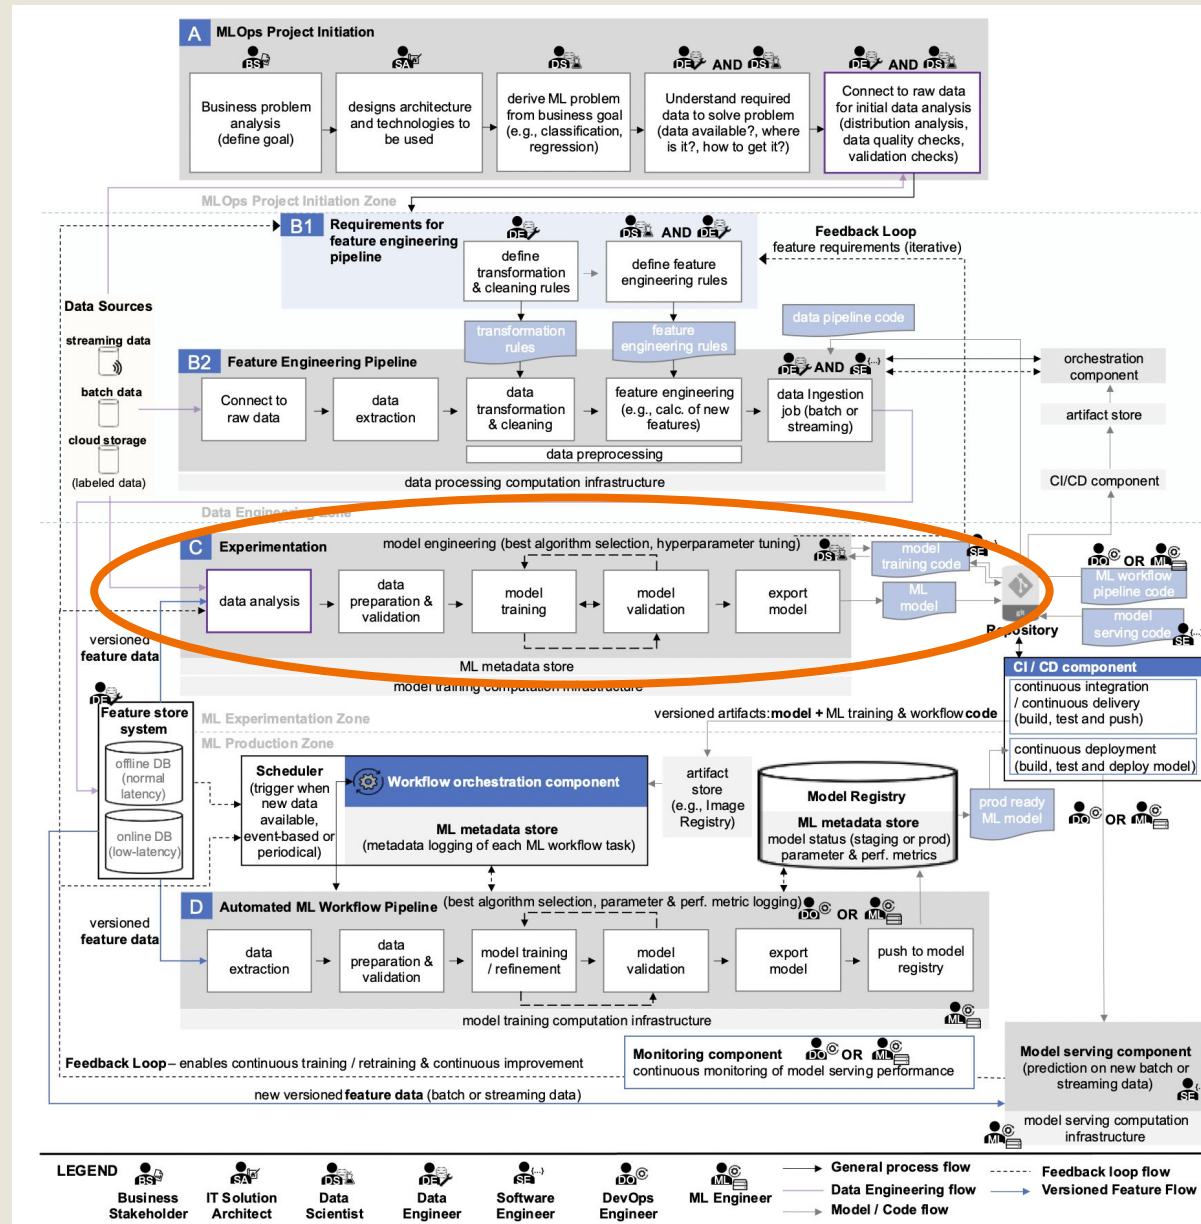 A MLOps Project Initiation
BS
SA
DS
DE AND DS
DE AND DS
Business problem
analysis
(define goal)
designs architecture
and technologies to
be used
derive ML problem
from business goal
(e.g., classification,
regression)
Understand required
data to solve problem
(data available?, where
is it?, how to get it?)
Connect to raw data
for initial data analysis
(distribution analysis,
data quality checks,
validation checks)
MLOps Project Initiation Zone
B1 Requirements for
feature engineering
pipeline
DE
DS AND DE
define
transformation
& cleaning rules
define feature
engineering rules
Feedback Loop
feature requirements (iterative)
Data Sources
streaming data
batch data
cloud storage
(labeled data)
transformation
rules
feature
engineering rules
data pipeline code
B2 Feature Engineering Pipeline
DE AND SE {...}
Connect to
raw data
data
extraction
data
transformation
& cleaning
feature engineering
(e.g., calc. of new
features)
data Ingestion
job (batch or
streaming)
data preprocessing
data processing computation infrastructure
orchestration
component
artifact store
CI/CD component
Data Engineering Zone
C Experimentation
model engineering (best algorithm selection, hyperparameter tuning)
DS
data analysis
data
preparation &
validation
model
training
model
validation
export
model
model
training code
ML
model
SE
DO OR ML
ML workflow
pipeline code
model
serving code
SE {...}
git
Repository
ML metadata store
model training computation infrastructure
versioned
feature data
DE
Feature store
system
offline DB
(normal
latency)
online DB
(low-latency)
ML Experimentation Zone
ML Production Zone
versioned artifacts: model + ML training & workflow code
CI / CD component
continuous integration
/ continuous delivery
(build, test and push)
continuous deployment
(build, test and deploy model)
Scheduler
(trigger when
new data
available,
event-based or
periodical)
Workflow orchestration component
ML metadata store
(metadata logging of each ML workflow task)
artifact
store
(e.g., Image
Registry)
Model Registry
ML metadata store
model status (staging or prod)
parameter & perf. metrics
prod ready
ML model
DO OR ML
D Automated ML Workflow Pipeline (best algorithm selection, parameter & perf. metric logging)
DO OR ML
versioned
feature data
data
extraction
data
preparation &
validation
model training
/ refinement
model
validation
export
model
push to model
registry
model training computation infrastructure
ML
Feedback Loop – enables continuous training / retraining & continuous improvement
Monitoring component DO OR ML
continuous monitoring of model serving performance
new versioned feature data (batch or streaming data)
Model serving component
(prediction on new batch or
streaming data)
SE
ML
model serving computation
infrastructure
LEGEND
BS
Business
Stakeholder
SA
IT Solution
Architect
DS
Data
Scientist
DE
Data
Engineer
SE {...}
Software
Engineer
DO
DevOps
Engineer
ML
ML Engineer
General process flow
Data Engineering flow
Model / Code flow
Feedback loop flow
Versioned Feature Flow